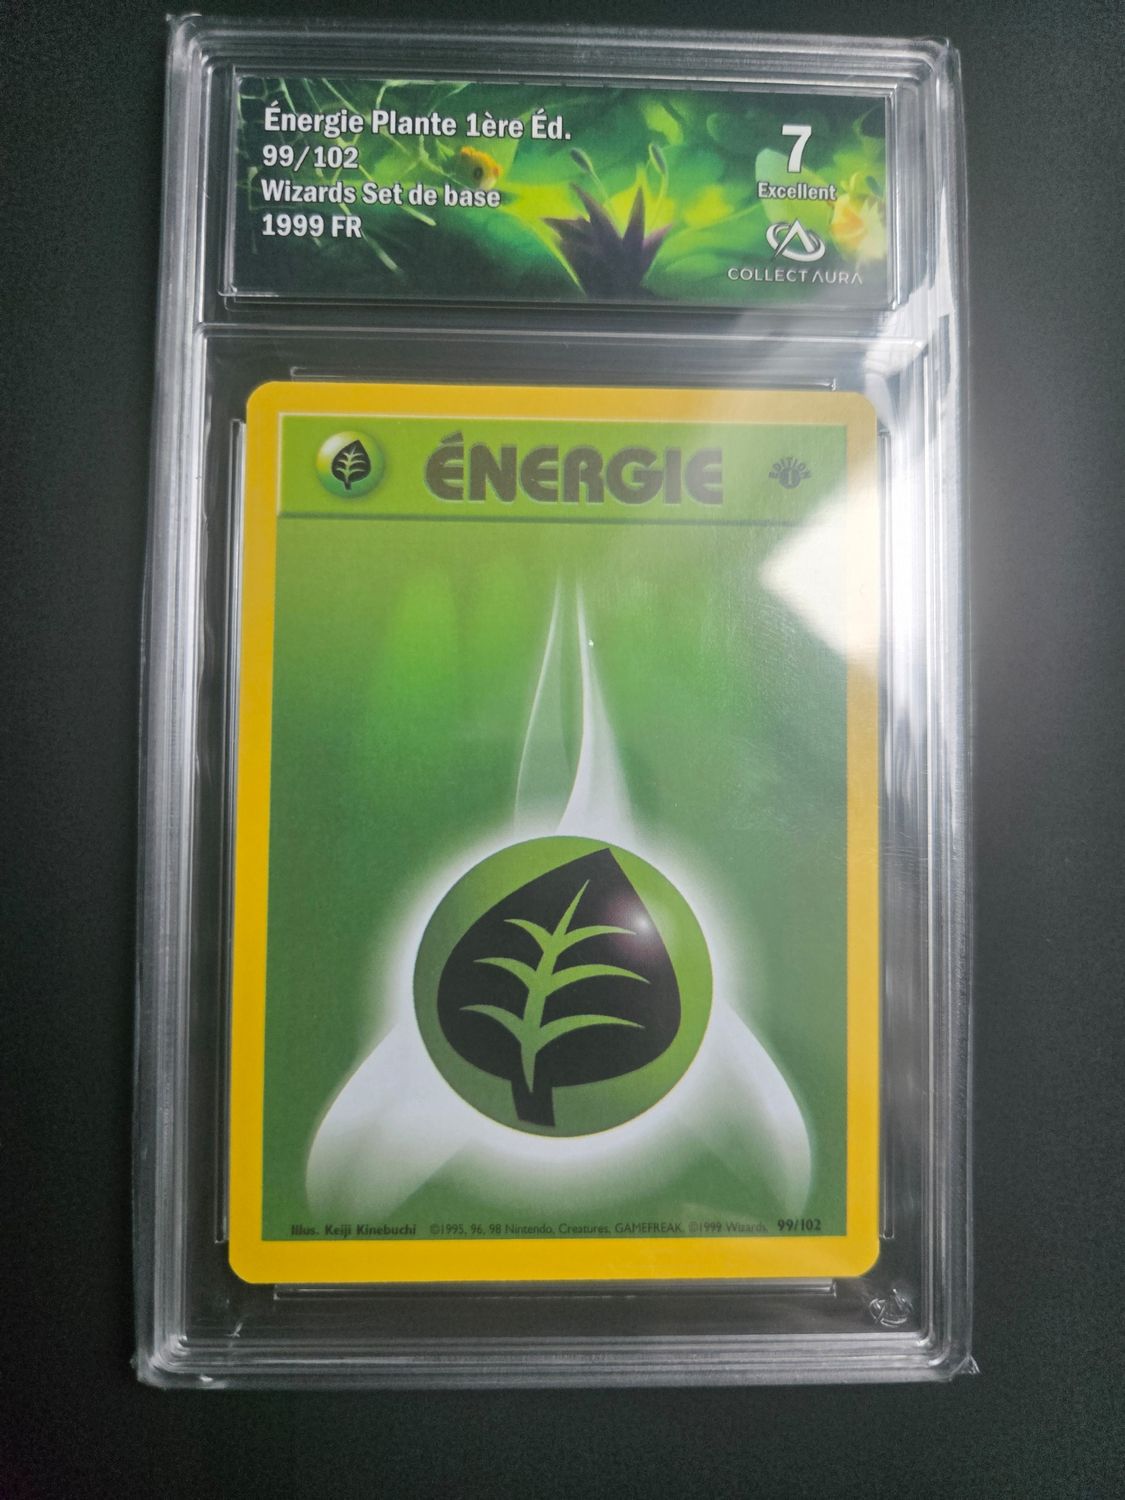 Énergie Plante 1ère Éd.
99/102
Wizards Set de base
1999 FR
7
Excellent
COLLECT AURA
ÉNERGIE
EDITION
1
Illus. Keiji Kinebuchi ©1995, 96, 98 Nintendo, Creatures, GAMEFREAK. ©1999 Wizards. 99/102